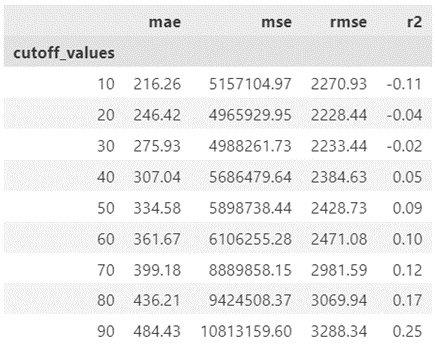 mae mse rmse r2
cutoff_values
10 216.26 5157104.97 2270.93 -0.11
20 246.42 4965929.95 2228.44 -0.04
30 275.93 4988261.73 2233.44 -0.02
40 307.04 5686479.64 2384.63 0.05
50 334.58 5898738.44 2428.73 0.09
60 361.67 6106255.28 2471.08 0.10
70 399.18 8889858.15 2981.59 0.12
80 436.21 9424508.37 3069.94 0.17
90 484.43 10813159.60 3288.34 0.25